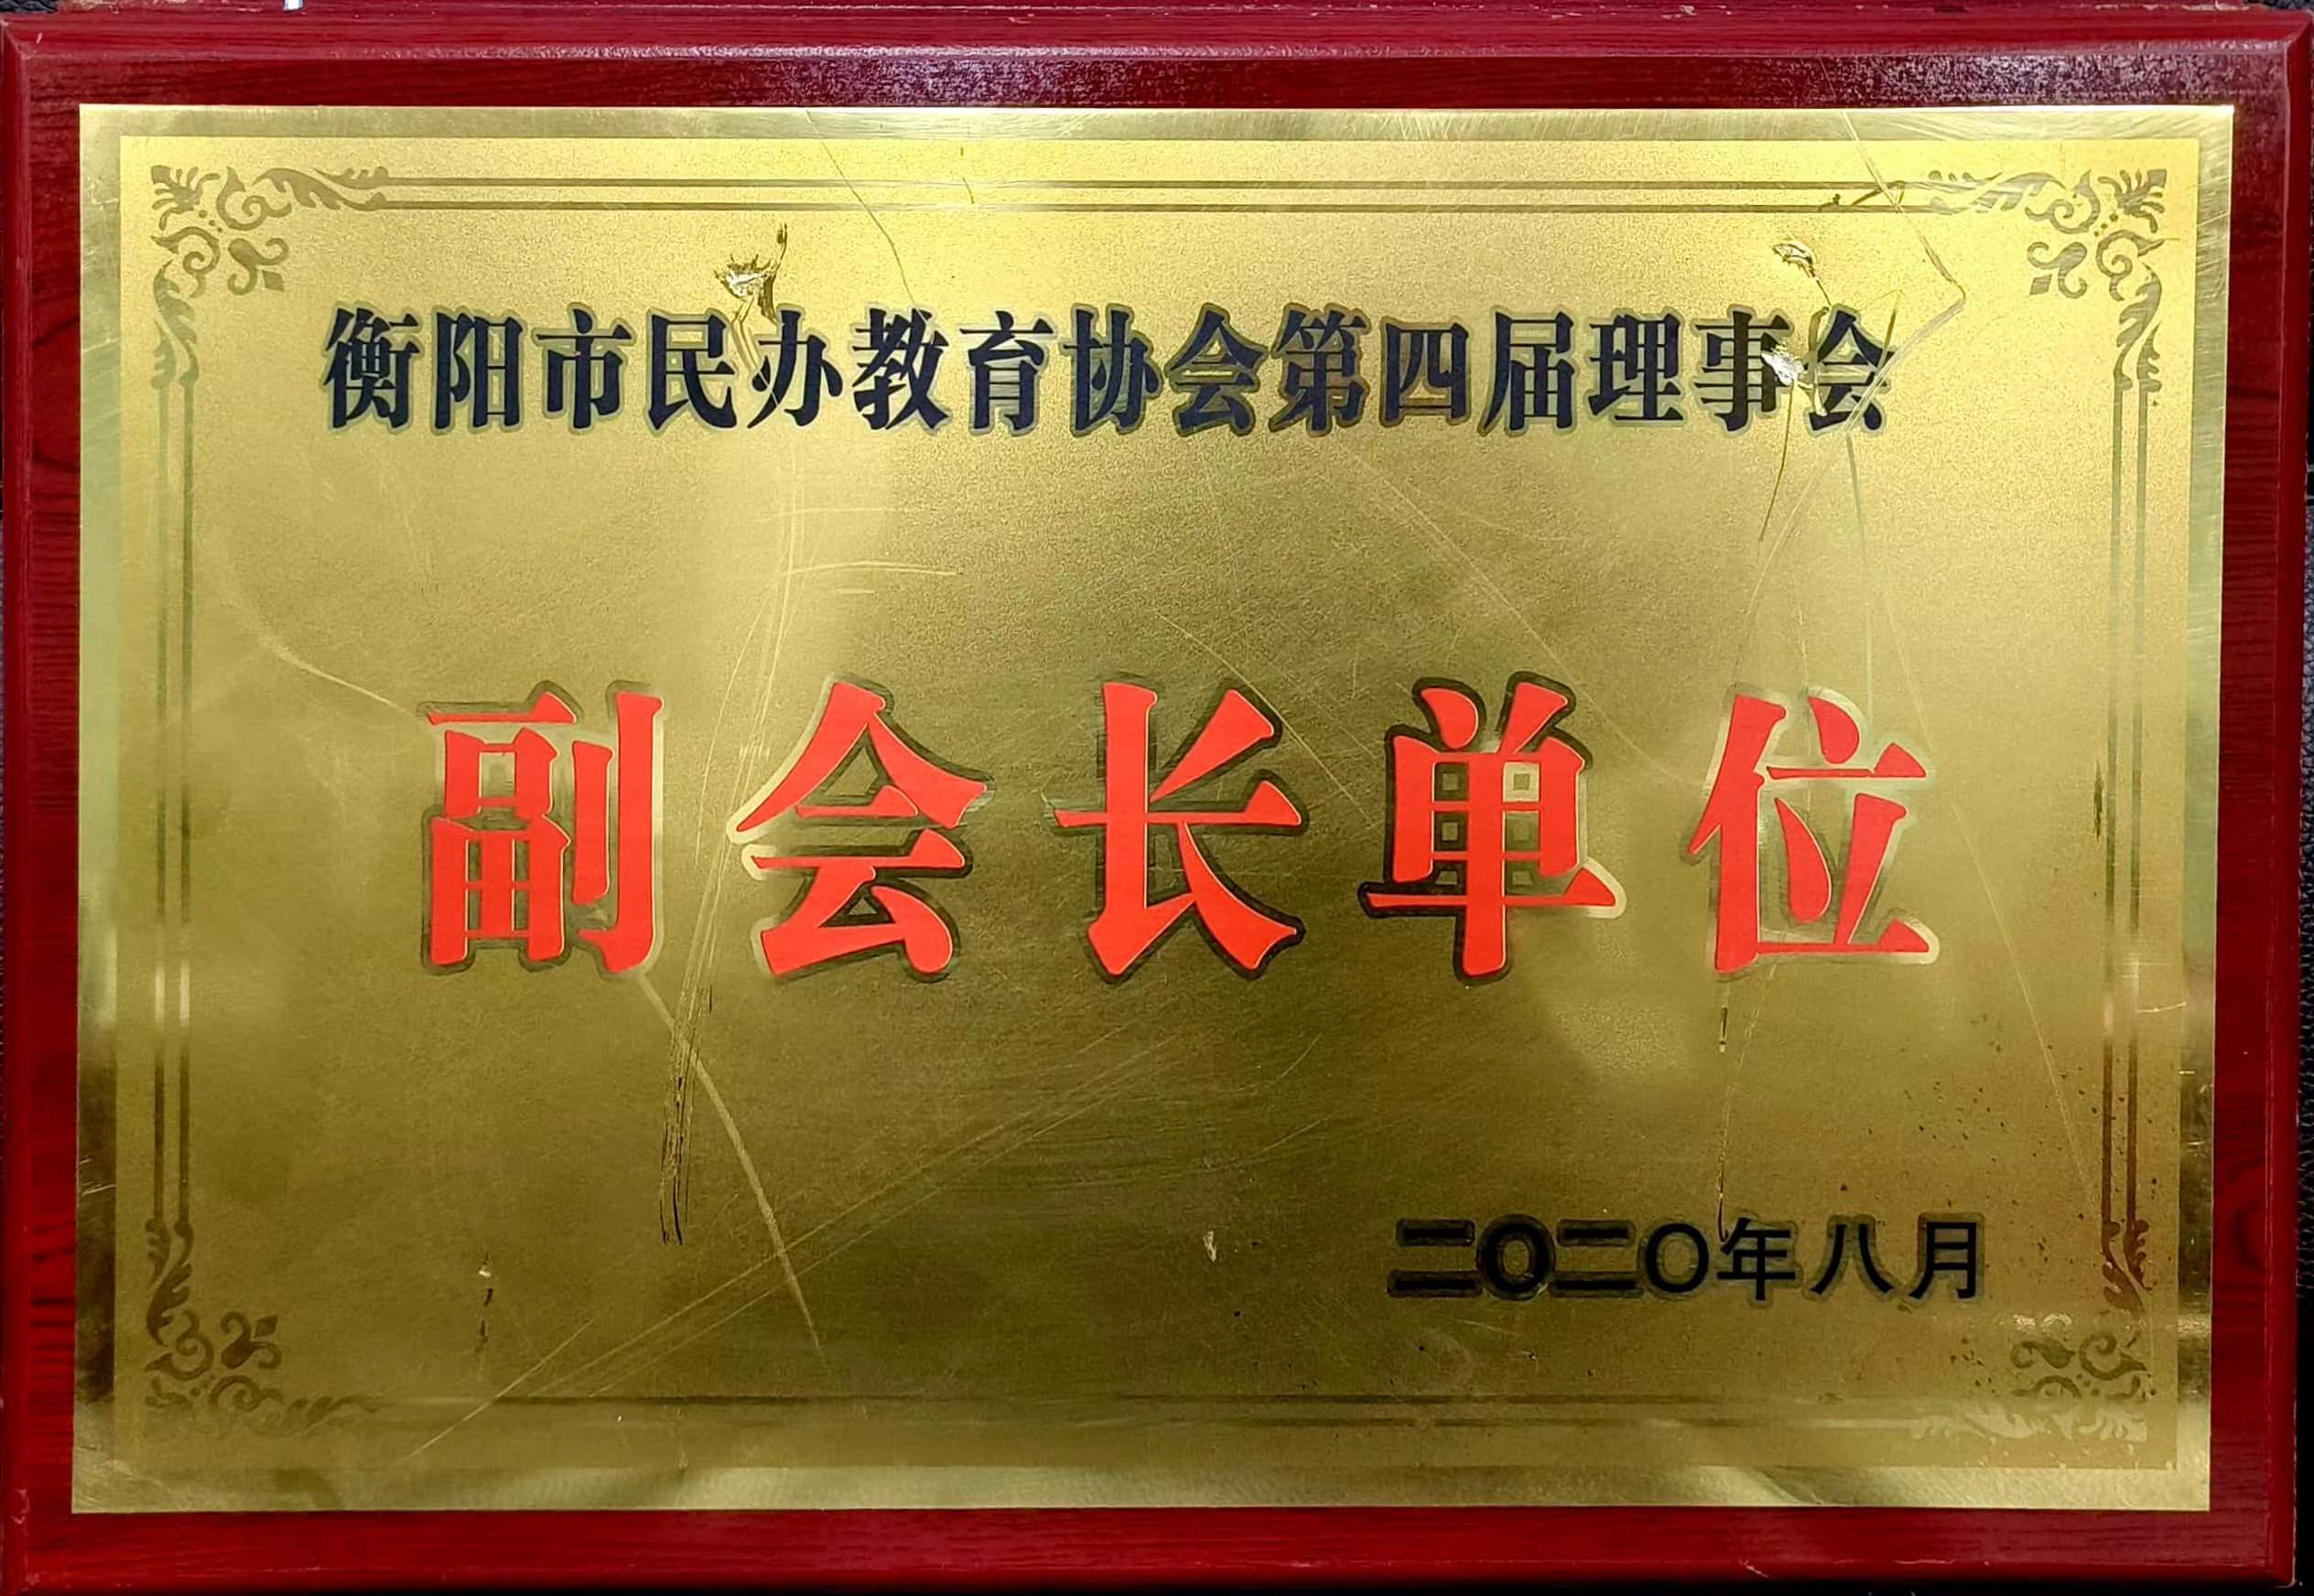 衡阳市民办教育协会第四届理事会
副会长单位
二〇二〇年八月